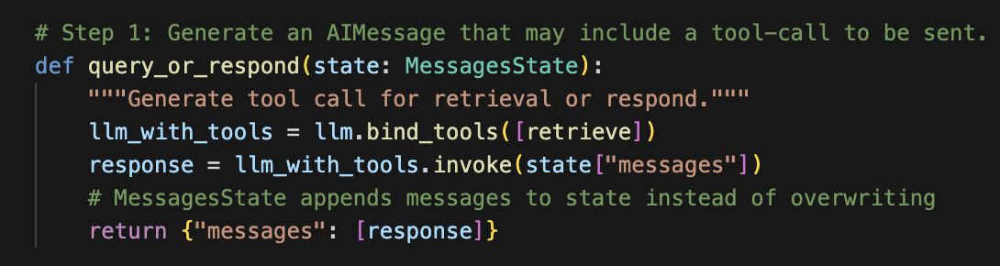 # Step 1: Generate an AIMessage that may include a tool-call to be sent.
def query_or_respond(state: MessagesState):
    """Generate tool call for retrieval or respond."""
    llm_with_tools = llm.bind_tools([retrieve])
    response = llm_with_tools.invoke(state["messages"])
    # MessagesState appends messages to state instead of overwriting
    return {"messages": [response]}